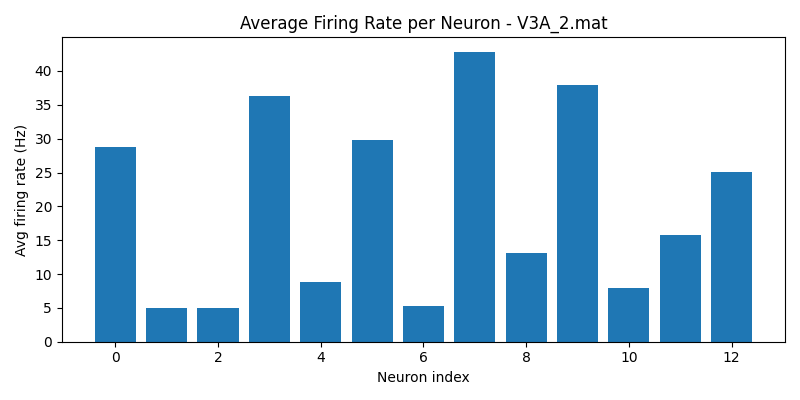 Average Firing Rate per Neuron - V3A_2.mat
Avg firing rate (Hz)
40
35
30
25
20
15
10
5
0
0 2 4 6 8 10 12
Neuron index